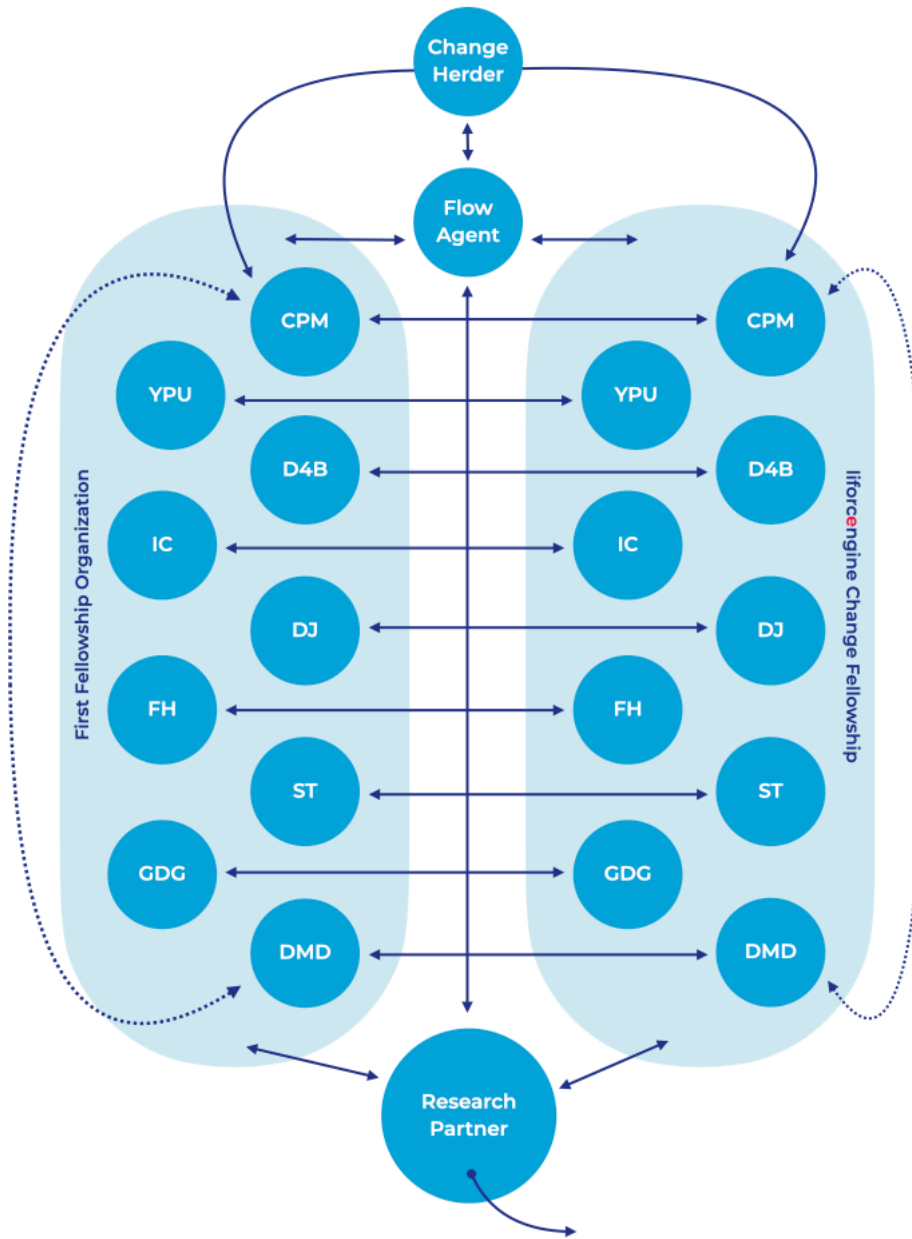 Change
Herder
Flow
Agent
CPM
CPM
YPU
YPU
D4B
D4B
IC
IC
DJ
DJ
FH
FH
ST
ST
GDG
GDG
DMD
DMD
First Fellowship Organization
liforcengine Change Fellowship
Research
Partner